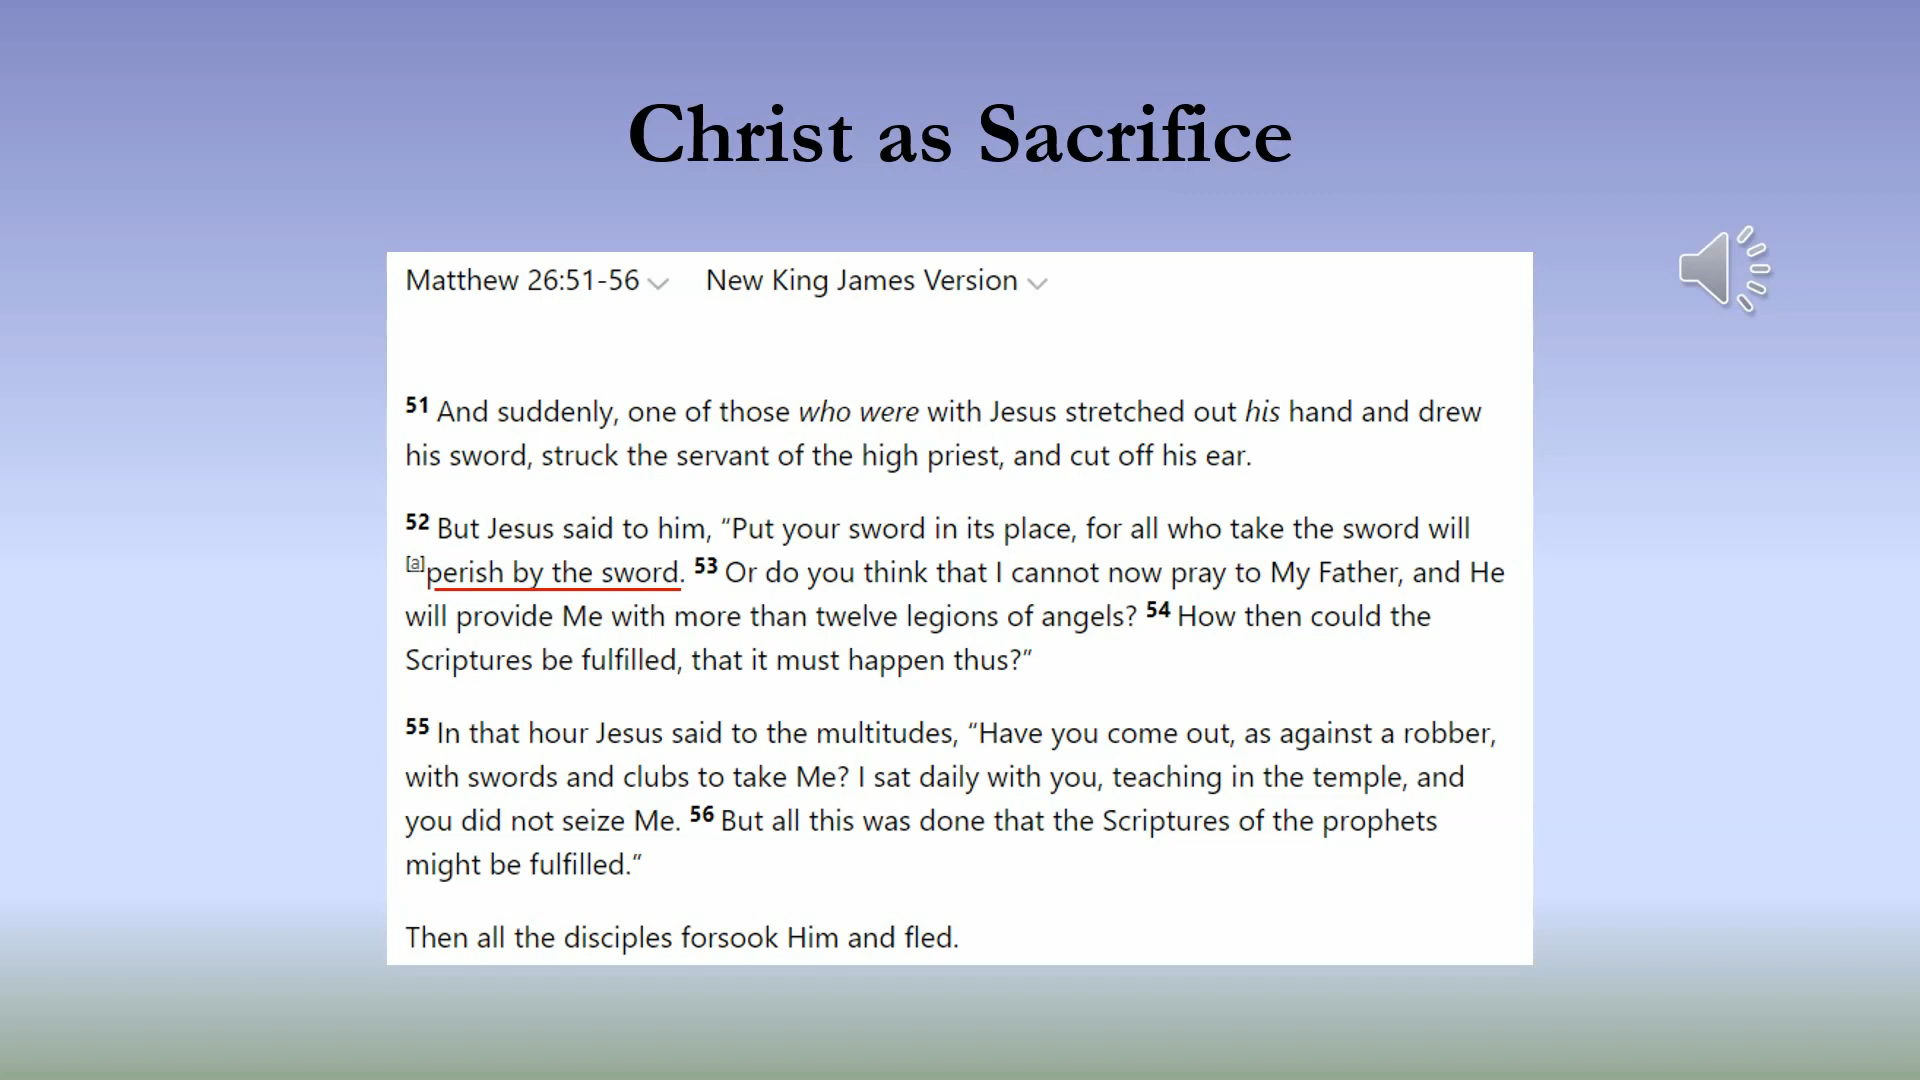 Christ as Sacrifice
Matthew 26:51-56 New King James Version
51 And suddenly, one of those who were with Jesus stretched out his hand and drew
his sword, struck the servant of the high priest, and cut off his ear.
52 But Jesus said to him, “Put your sword in its place, for all who take the sword will
[a]perish by the sword. 53 Or do you think that I cannot now pray to My Father, and He
will provide Me with more than twelve legions of angels? 54 How then could the
Scriptures be fulfilled, that it must happen thus?”
55 In that hour Jesus said to the multitudes, “Have you come out, as against a robber,
with swords and clubs to take Me? I sat daily with you, teaching in the temple, and
you did not seize Me. 56 But all this was done that the Scriptures of the prophets
might be fulfilled.”
Then all the disciples forsook Him and fled.